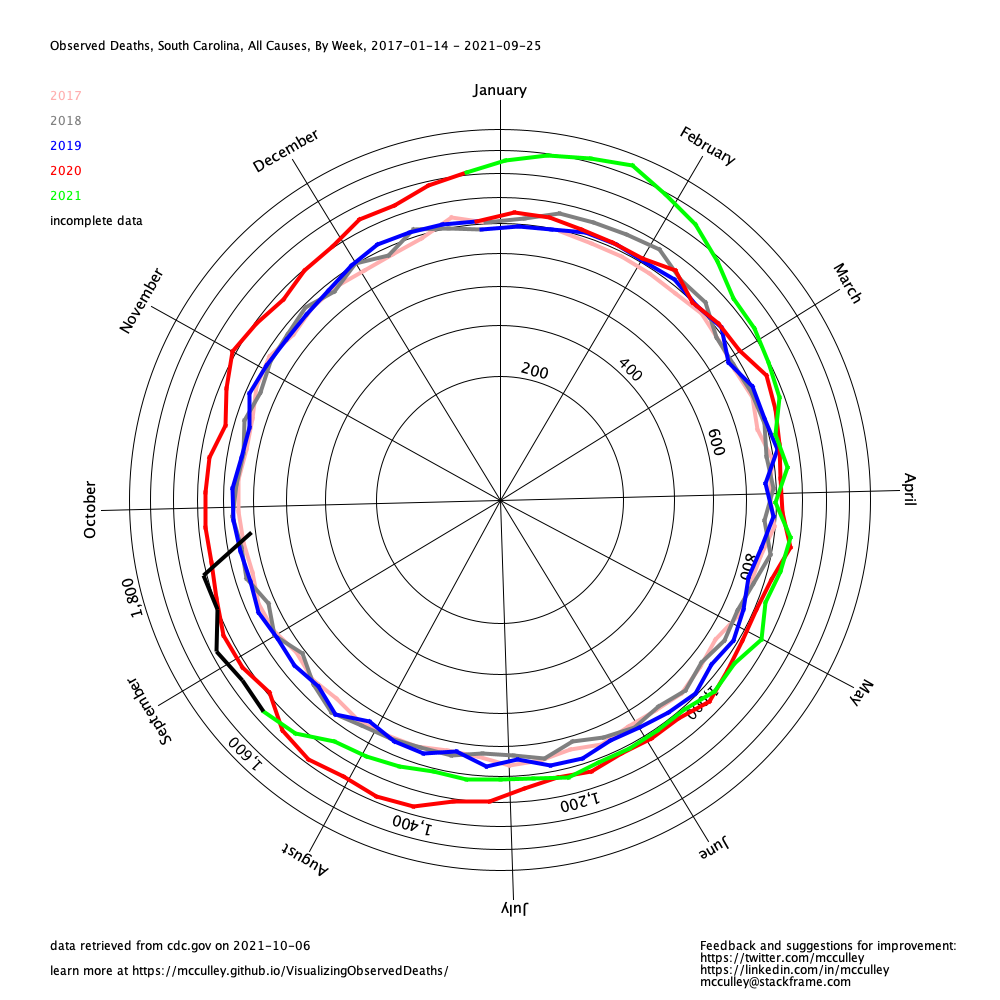 Observed Deaths, South Carolina, All Causes, By Week, 2017-01-14 - 2021-09-25
January
2017
2018
2019
2020
2021
incomplete data
December
February
November
March
200
400
600
October
April
800
1,800
1,000
May
September
1,600
1,400
1,200
August
June
July
data retrieved from cdc.gov on 2021-10-06
learn more at https://mcculley.github.io/VisualizingObservedDeaths/
Feedback and suggestions for improvement:
https://twitter.com/mcculley
https://linkedin.com/in/mcculley
mcculley@stackframe.com